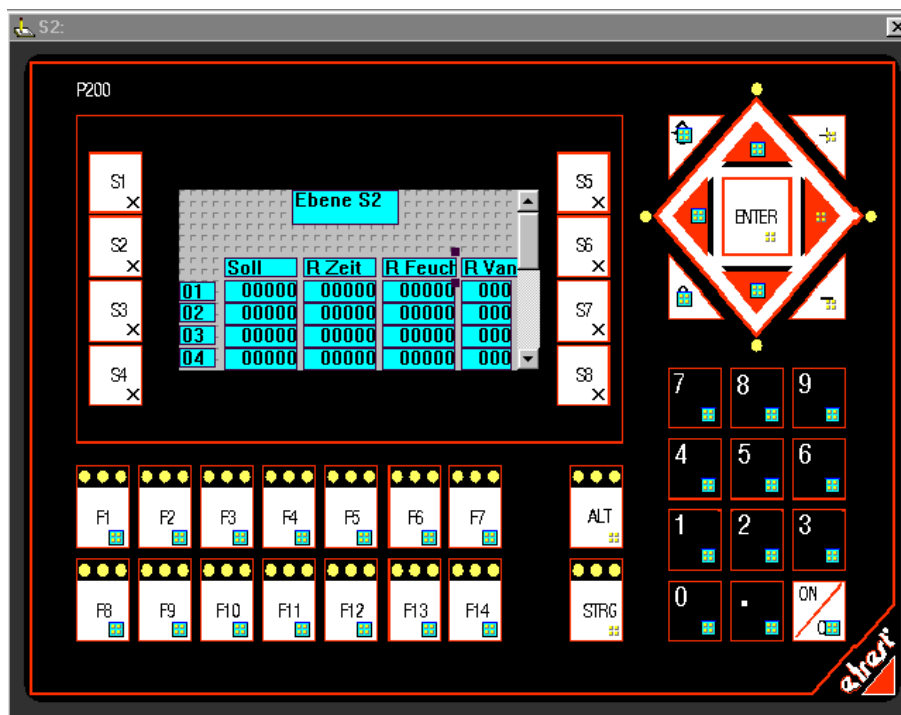 S2:
P200
S1
S2
S3
S4
Ebene S2
Soll R Zeit R Feuch R Van
01 00000 00000 00000 000
02 00000 00000 00000 000
03 00000 00000 00000 000
04 00000 00000 00000 000
S5
S6
S7
S8
ENTER
7 8 9
4 5 6
1 2 3
0 . ON
F1 F2 F3 F4 F5 F6 F7 ALT
F8 F9 F10 F11 F12 F13 F14 STRG